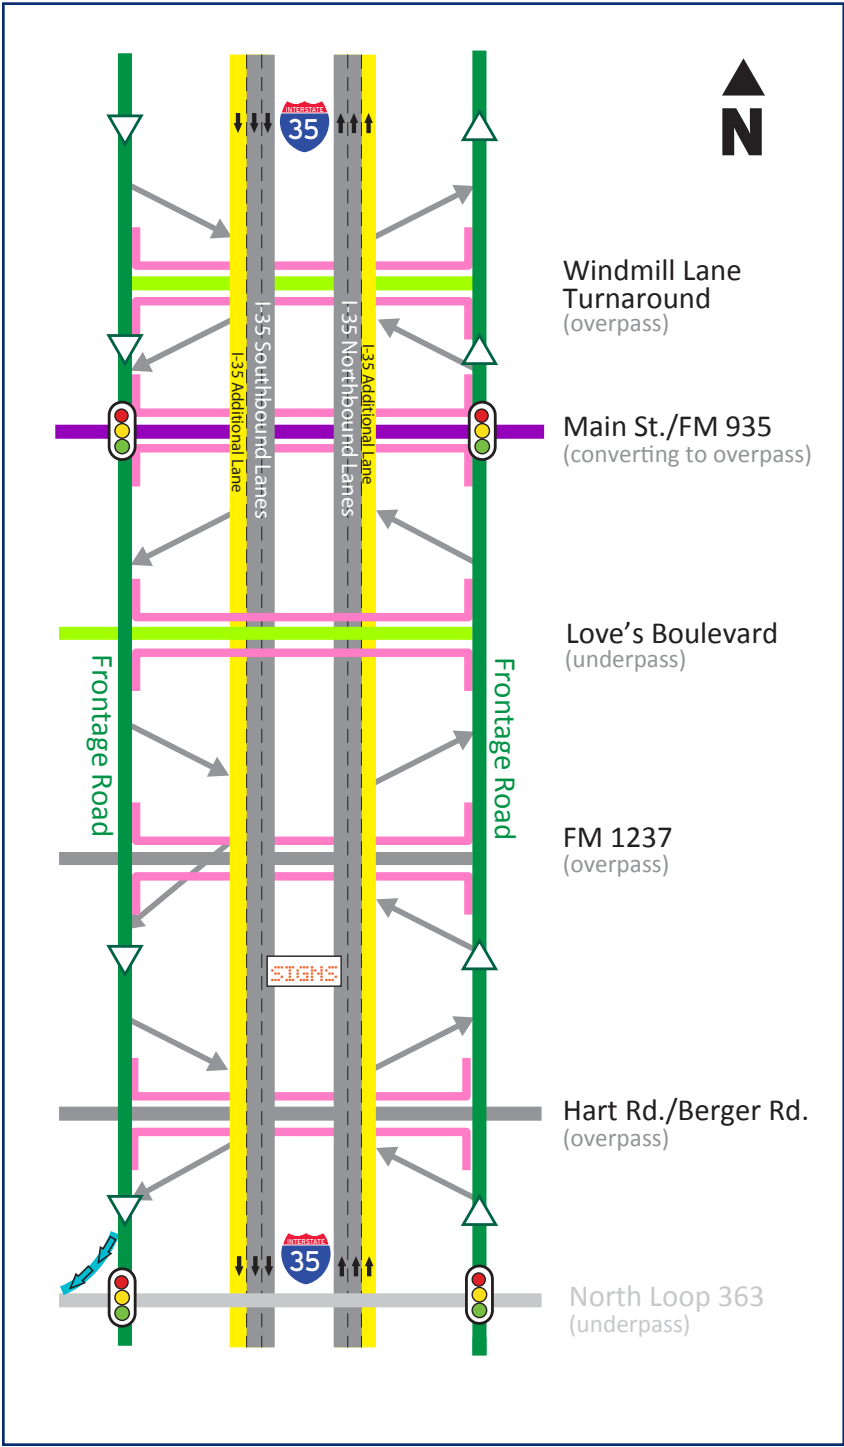 INTERSTATE
35
N
Windmill Lane
Turnaround
(overpass)
I-35 Additional Lane
I-35 Southbound Lanes
I-35 Northbound Lanes
I-35 Additional Lane
Main St./FM 935
(converting to overpass)
Love's Boulevard
(underpass)
Frontage Road
Frontage Road
FM 1237
(overpass)
SIGNS
Hart Rd./Berger Rd.
(overpass)
INTERSTATE
35
North Loop 363
(underpass)